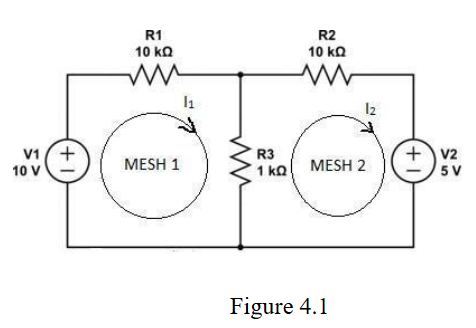 R1
10 kΩ
R2
10 kΩ
I₁
I₂
V1
10 V
+
−
MESH 1
R3
1 kΩ
MESH 2
+
−
V2
5 V
Figure 4.1